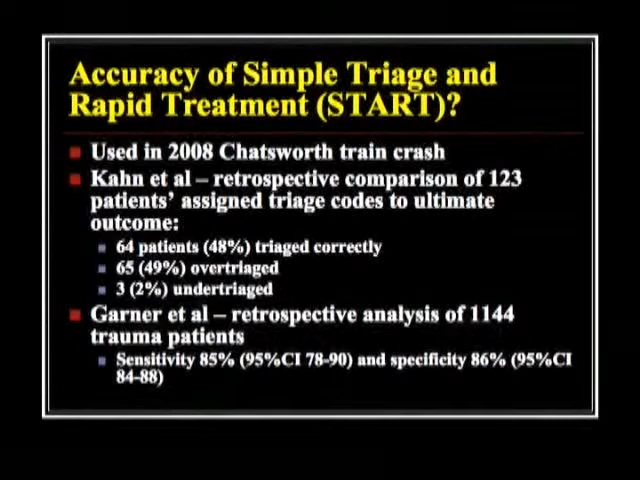 Accuracy of Simple Triage and
Rapid Treatment (START)?
Used in 2008 Chatsworth train crash
Kahn et al – retrospective comparison of 123
patients’ assigned triage codes to ultimate
outcome:
64 patients (48%) triaged correctly
65 (49%) overtriaged
3 (2%) undertriaged
Garner et al – retrospective analysis of 1144
trauma patients
Sensitivity 85% (95%CI 78-90) and specificity 86% (95%CI
84-88)